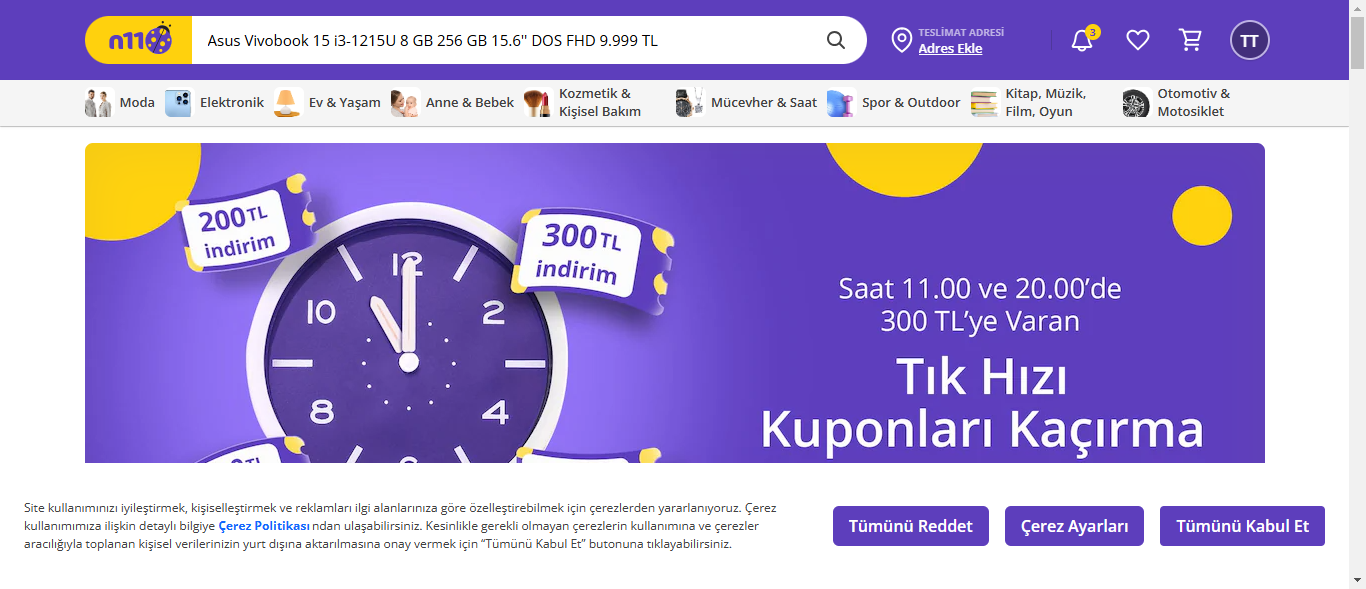 n11
Asus Vivobook 15 i3-1215U 8 GB 256 GB 15.6'' DOS FHD 9.999 TL
TESLİMAT ADRESİ
Adres Ekle
3
TT
Moda
Elektronik
Ev & Yaşam
Anne & Bebek
Kozmetik &
Kişisel Bakım
Mücevher & Saat
Spor & Outdoor
Kitap, Müzik,
Film, Oyun
Otomotiv &
Motosiklet
200 TL
indirim
300 TL
indirim
12
10
2
8
4
TL
Saat 11.00 ve 20.00’de
300 TL’ye Varan
Tık Hızı
Kuponları Kaçırma
Site kullanımınızı iyileştirmek, kişiselleştirmek ve reklamları ilgi alanlarınıza göre özelleştirebilmek için çerezlerden yararlanıyoruz. Çerez
kullanımımıza ilişkin detaylı bilgiye Çerez Politikası ndan ulaşabilirsiniz. Kesinlikle gerekli olmayan çerezlerin kullanımına ve çerezler
aracılığıyla toplanan kişisel verilerinizin yurt dışına aktarılmasına onay vermek için “Tümünü Kabul Et” butonuna tıklayabilirsiniz.
Tümünü Reddet
Çerez Ayarları
Tümünü Kabul Et